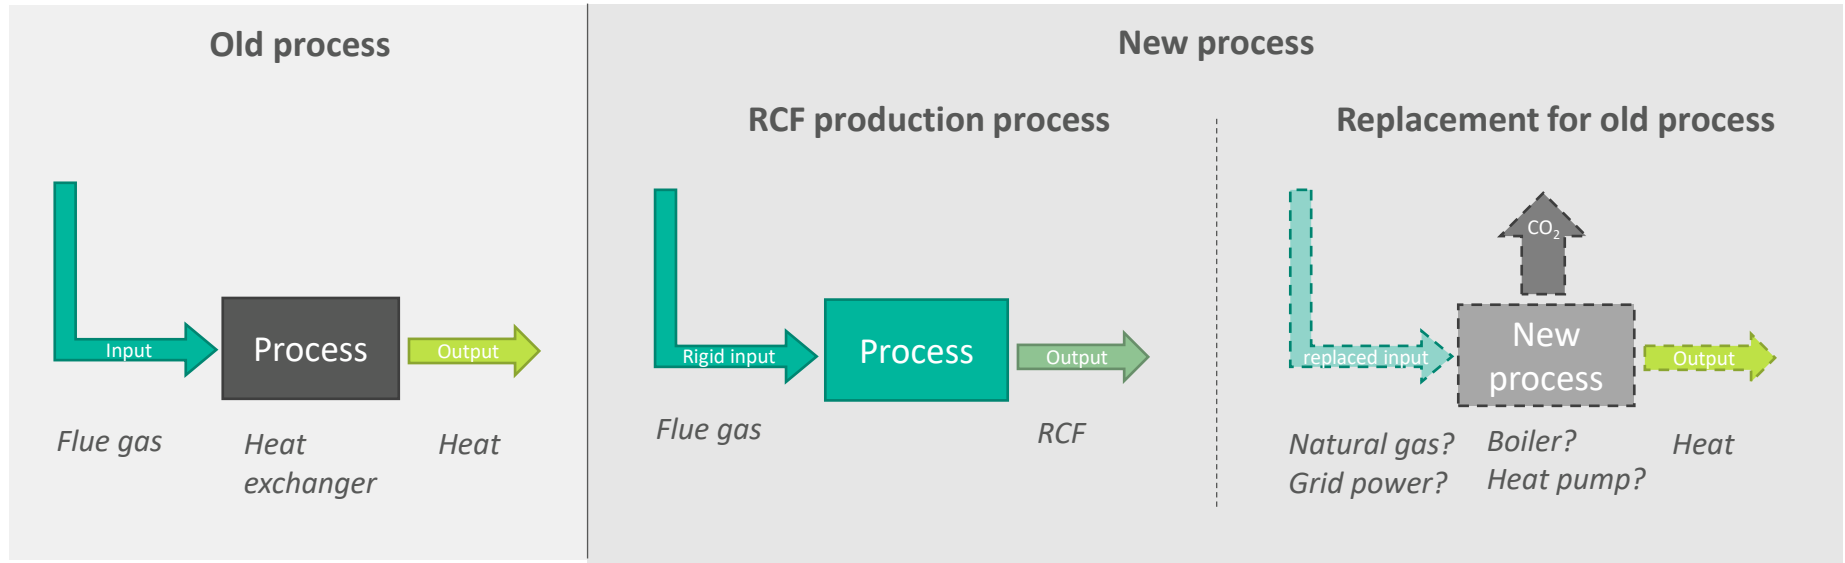 Old process
New process
RCF production process
Replacement for old process
Input
Process
Output
Flue gas
Heat
exchanger
Heat
Rigid input
Process
Output
Flue gas
RCF
CO₂
replaced input
New
process
Output
Natural gas?
Grid power?
Boiler?
Heat pump?
Heat